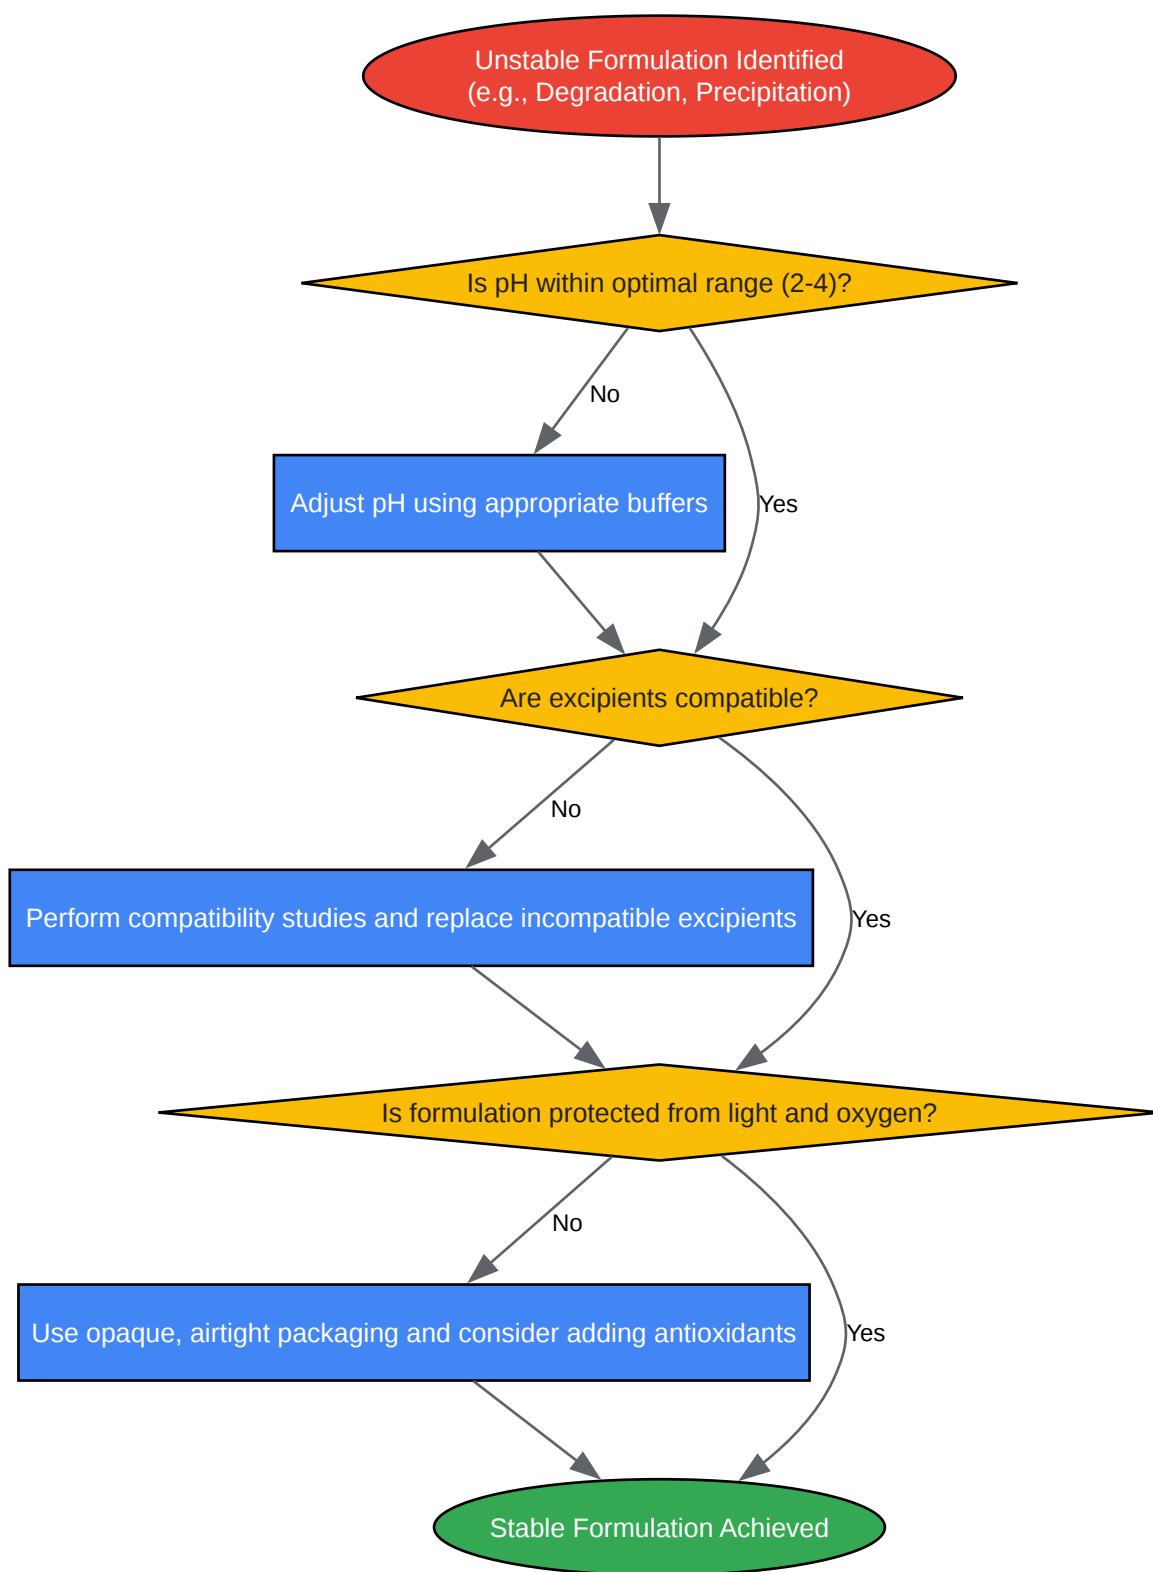 Unstable Formulation Identified
(e.g., Degradation, Precipitation)
Is pH within optimal range (2-4)?
No
Adjust pH using appropriate buffers
Yes
Are excipients compatible?
No
Perform compatibility studies and replace incompatible excipients
Yes
Is formulation protected from light and oxygen?
No
Use opaque, airtight packaging and consider adding antioxidants
Yes
Stable Formulation Achieved